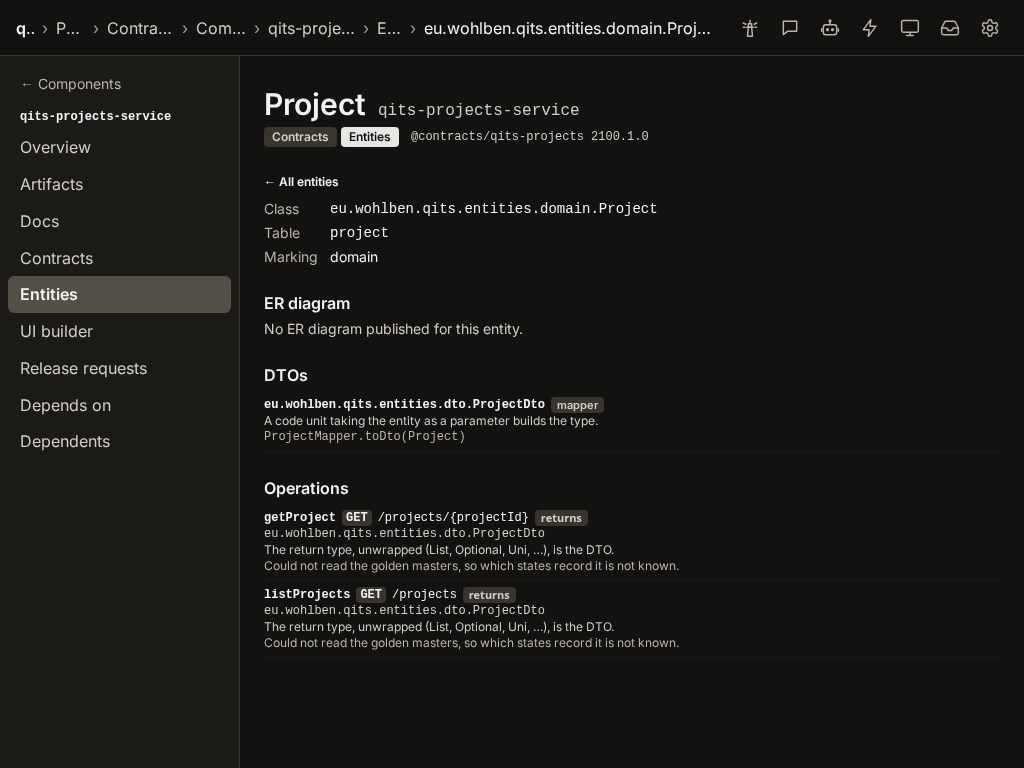 q.. › P... › Contra... › Com... › qits-proje... › E... › eu.wohlben.qits.entities.domain.Proj...
← Components
qits-projects-service
Overview
Artifacts
Docs
Contracts
Entities
UI builder
Release requests
Depends on
Dependents
Project qits-projects-service
Contracts Entities @contracts/qits-projects 2100.1.0
← All entities
Class eu.wohlben.qits.entities.domain.Project
Table project
Marking domain
ER diagram
No ER diagram published for this entity.
DTOs
eu.wohlben.qits.entities.dto.ProjectDto mapper
A code unit taking the entity as a parameter builds the type.
ProjectMapper.toDto(Project)
Operations
getProject GET /projects/{projectId} returns
eu.wohlben.qits.entities.dto.ProjectDto
The return type, unwrapped (List, Optional, Uni, ...), is the DTO.
Could not read the golden masters, so which states record it is not known.
listProjects GET /projects returns
eu.wohlben.qits.entities.dto.ProjectDto
The return type, unwrapped (List, Optional, Uni, ...), is the DTO.
Could not read the golden masters, so which states record it is not known.